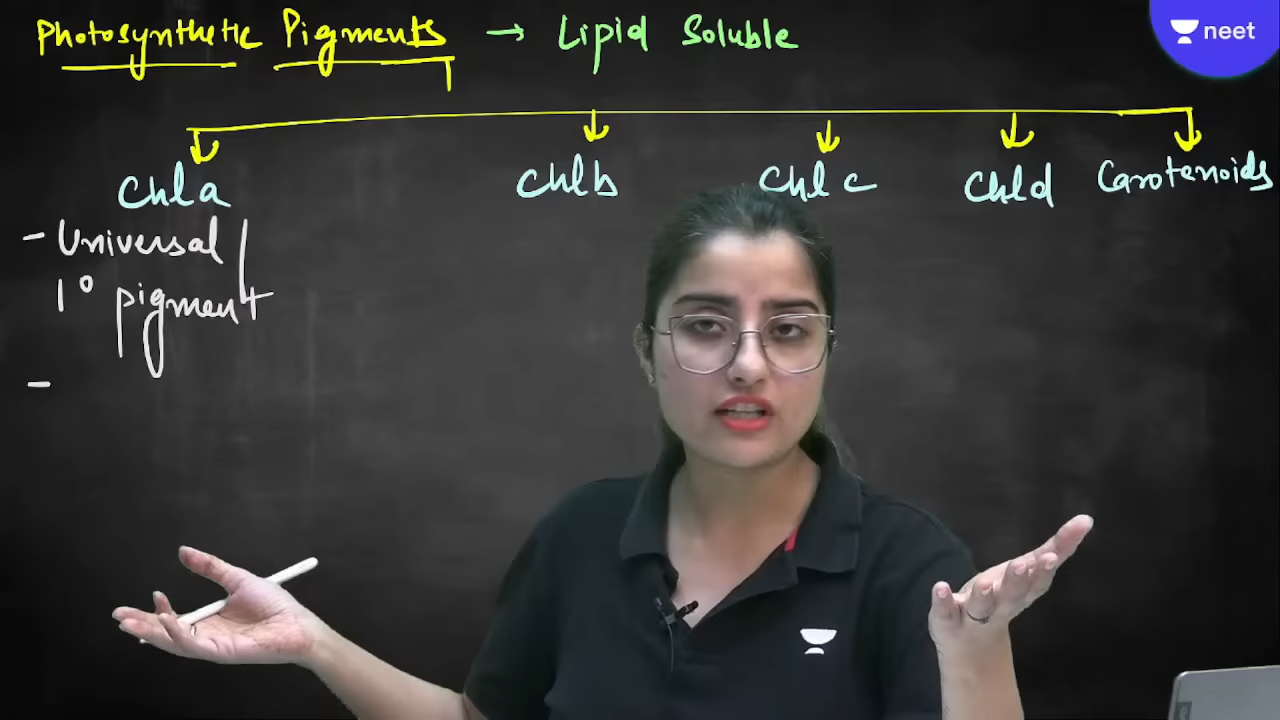 Photosynthetic Pigments → Lipid Soluble
neet
Chl a
Chl b
Chl c
Chl d
Carotenoids
- Universal /
1° pigment
-